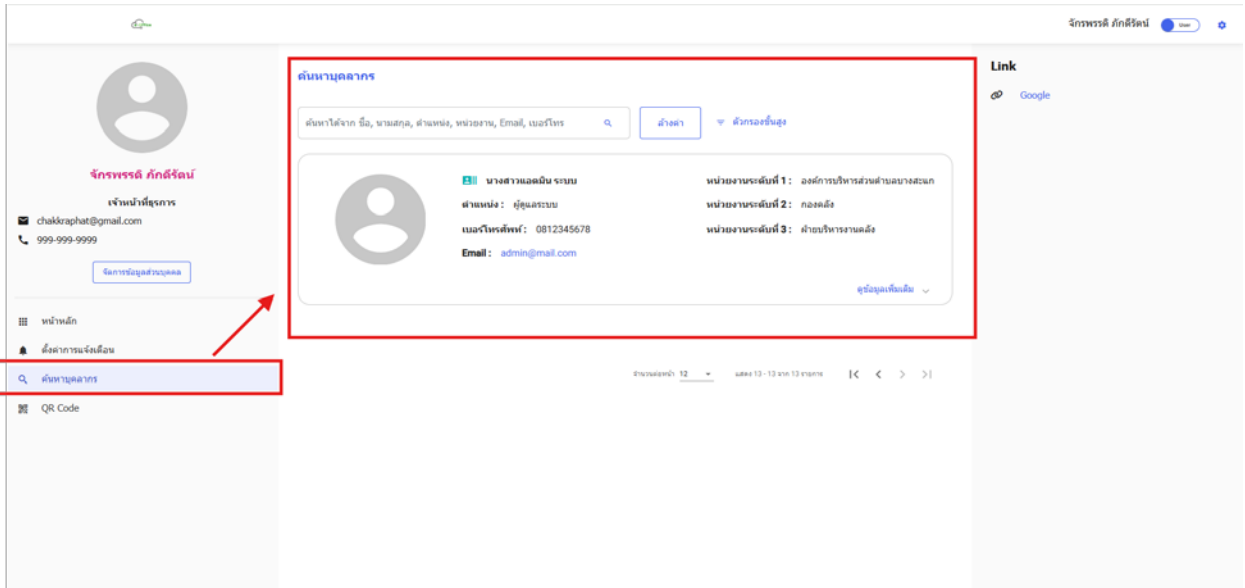 จักรพรรดิ ภักดีรัตน์
User
จักรพรรดิ ภักดีรัตน์
เจ้าหน้าที่ธุรการ
chakkraphat@gmail.com
999-999-9999
จัดการข้อมูลส่วนบุคคล
หน้าหลัก
ตั้งค่าการแจ้งเตือน
ค้นหาบุคลากร
QR Code
ค้นหาบุคลากร
ค้นหาได้จาก ชื่อ, นามสกุล, ตำแหน่ง, หน่วยงาน, Email, เบอร์โทร
ล้างค่า
ตัวกรองขั้นสูง
นางสาวแอดมิน ระบบ
ตำแหน่ง : ผู้ดูแลระบบ
เบอร์โทรศัพท์ : 0812345678
Email : admin@mail.com
หน่วยงานระดับที่ 1 : องค์การบริหารส่วนตำบลบางสะแก
หน่วยงานระดับที่ 2 : กองคลัง
หน่วยงานระดับที่ 3 : ฝ่ายบริหารงานคลัง
ดูข้อมูลเพิ่มเติม
จำนวนต่อหน้า 12
แสดง 13 - 13 จาก 13 รายการ
Link
Google